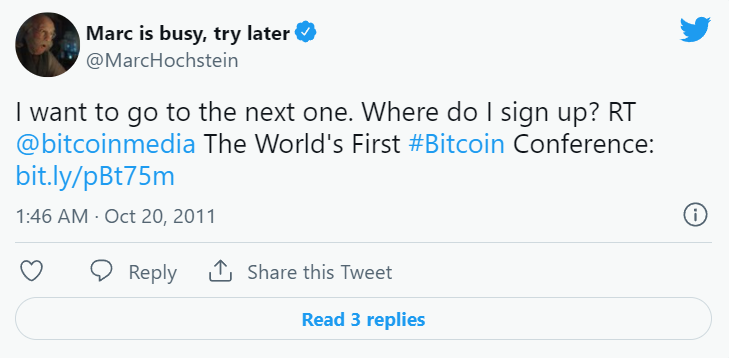 Marc is busy, try later
@MarcHochstein
I want to go to the next one. Where do I sign up? RT
@bitcoinmedia The World's First #Bitcoin Conference:
bit.ly/pBt75m
1:46 AM · Oct 20, 2011
Reply
Share this Tweet
Read 3 replies